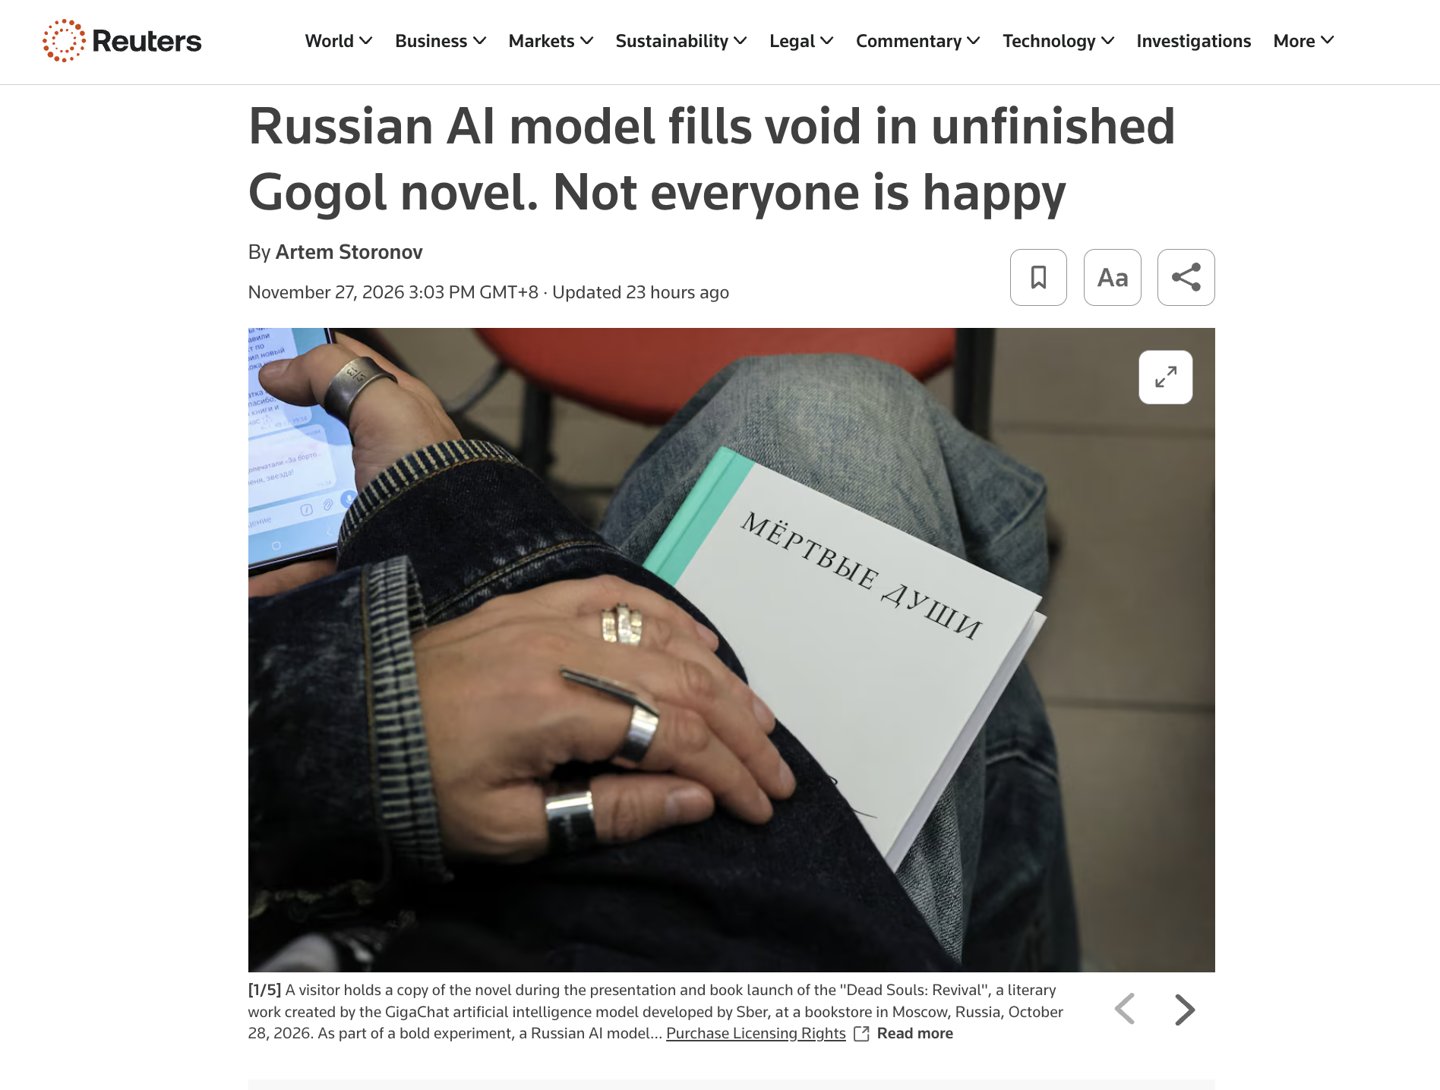 Reuters
World
Business
Markets
Sustainability
Legal
Commentary
Technology
Investigations
More
Russian AI model fills void in unfinished
Gogol novel. Not everyone is happy
By Artem Storonov
November 27, 2026 3:03 PM GMT+8 · Updated 23 hours ago
Aa
МЁРТВЫЕ ДУШИ
[1/5] A visitor holds a copy of the novel during the presentation and book launch of the "Dead Souls: Revival", a literary
work created by the GigaChat artificial intelligence model developed by Sber, at a bookstore in Moscow, Russia, October
28, 2026. As part of a bold experiment, a Russian AI model... Purchase Licensing Rights Read more